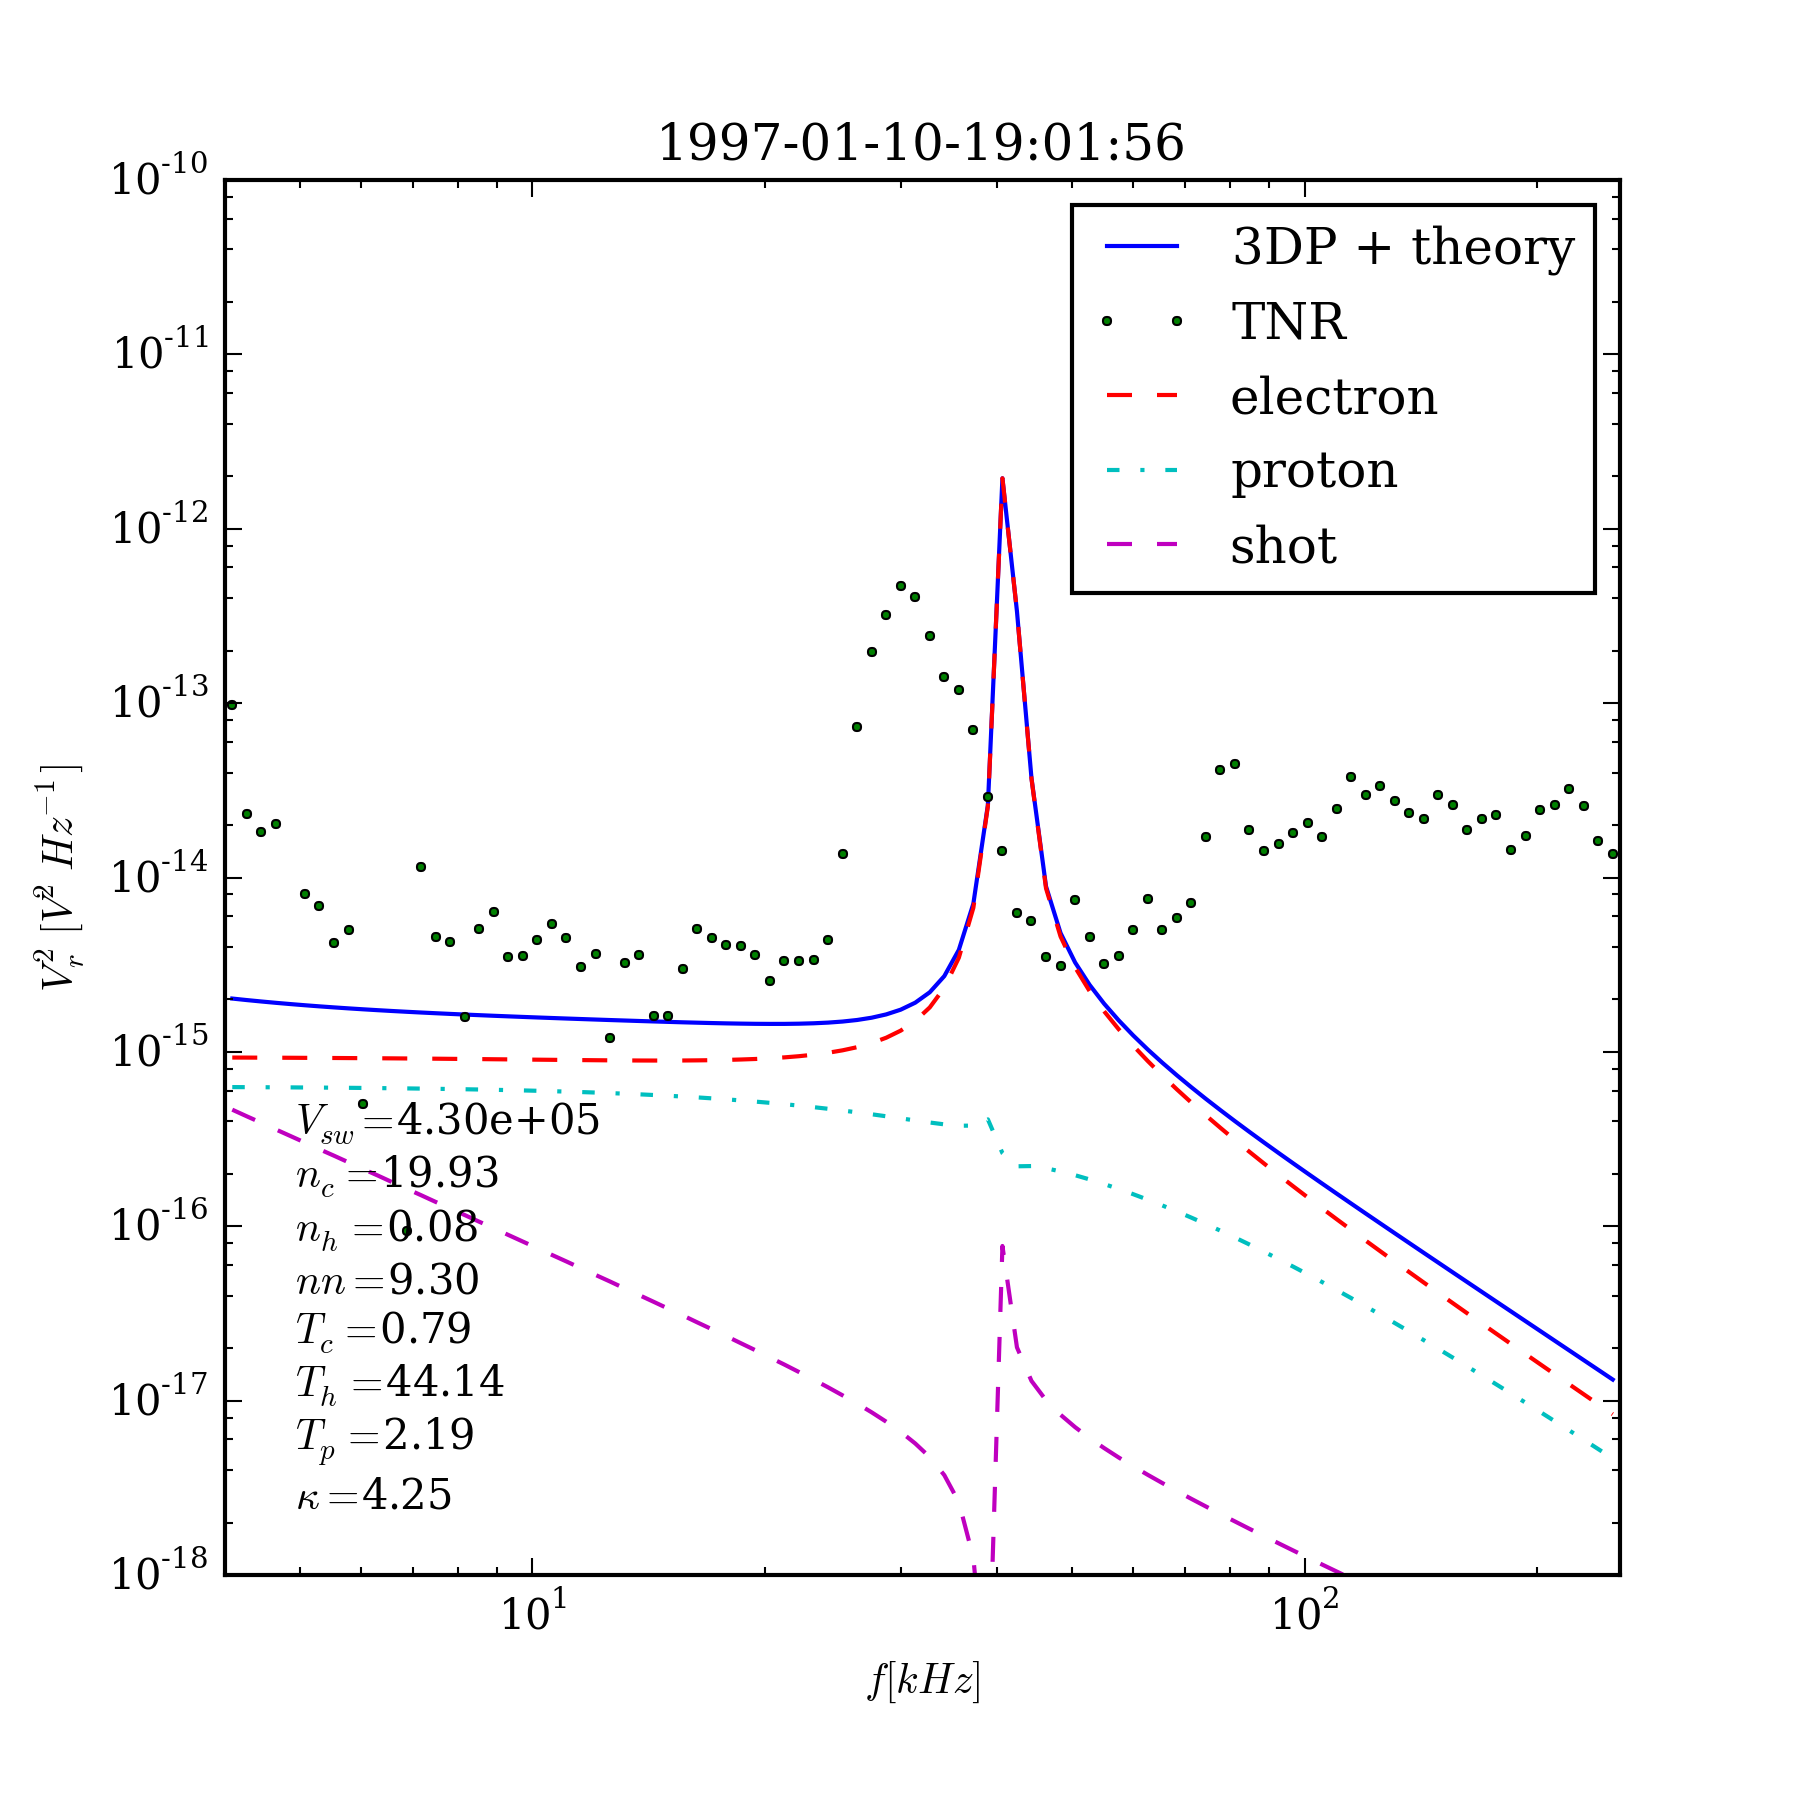 1997-01-10-19:01:56
10^-10
10^-11
10^-12
10^-13
10^-14
10^-15
10^-16
10^-17
10^-18
V_r^2 [V^2 Hz^−1]
3DP + theory
TNR
electron
proton
shot
V_sw =4.30e+05
n_c =19.93
n_h =0.08
nn =9.30
T_c =0.79
T_h =44.14
T_p =2.19
κ =4.25
10^1
10^2
f[kHz]